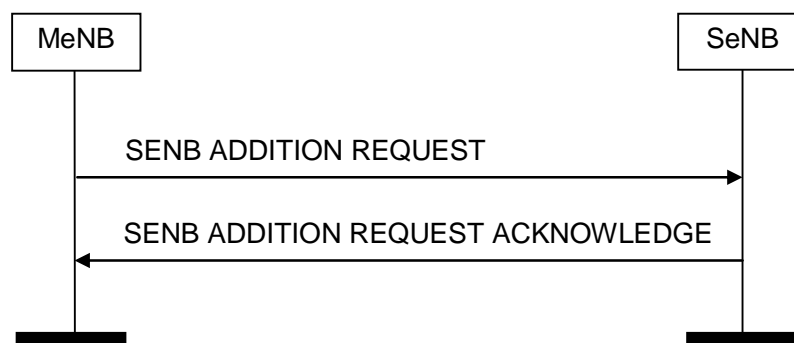 MeNB
SeNB
SENB ADDITION REQUEST
SENB ADDITION REQUEST ACKNOWLEDGE